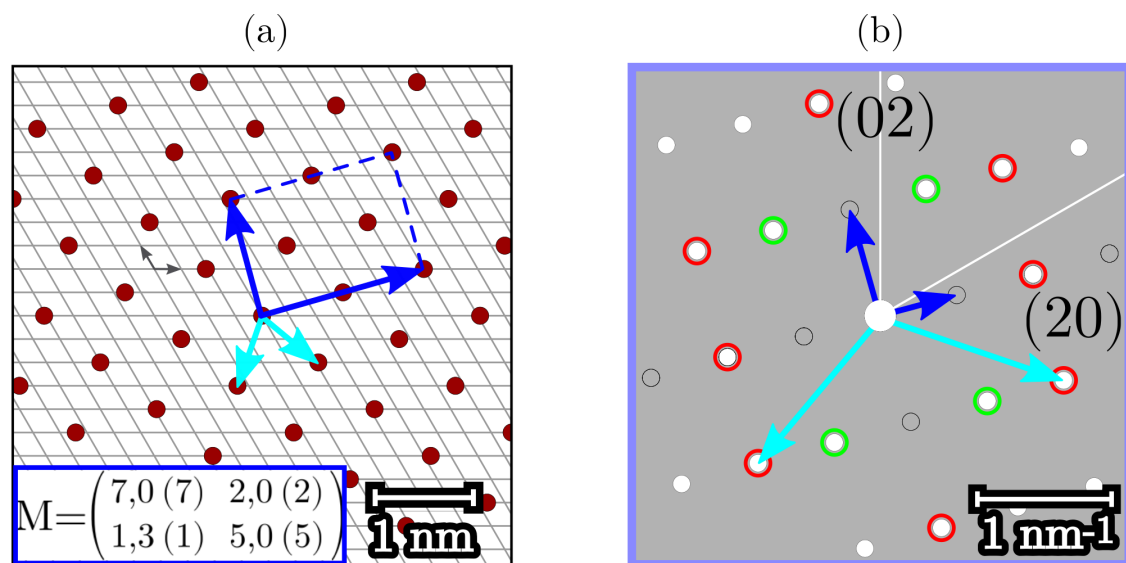 (a)
(b)
(02)
(20)
M=(7,0 (7) 2,0 (2)
1,3 (1) 5,0 (5))
1 nm
1 nm-1